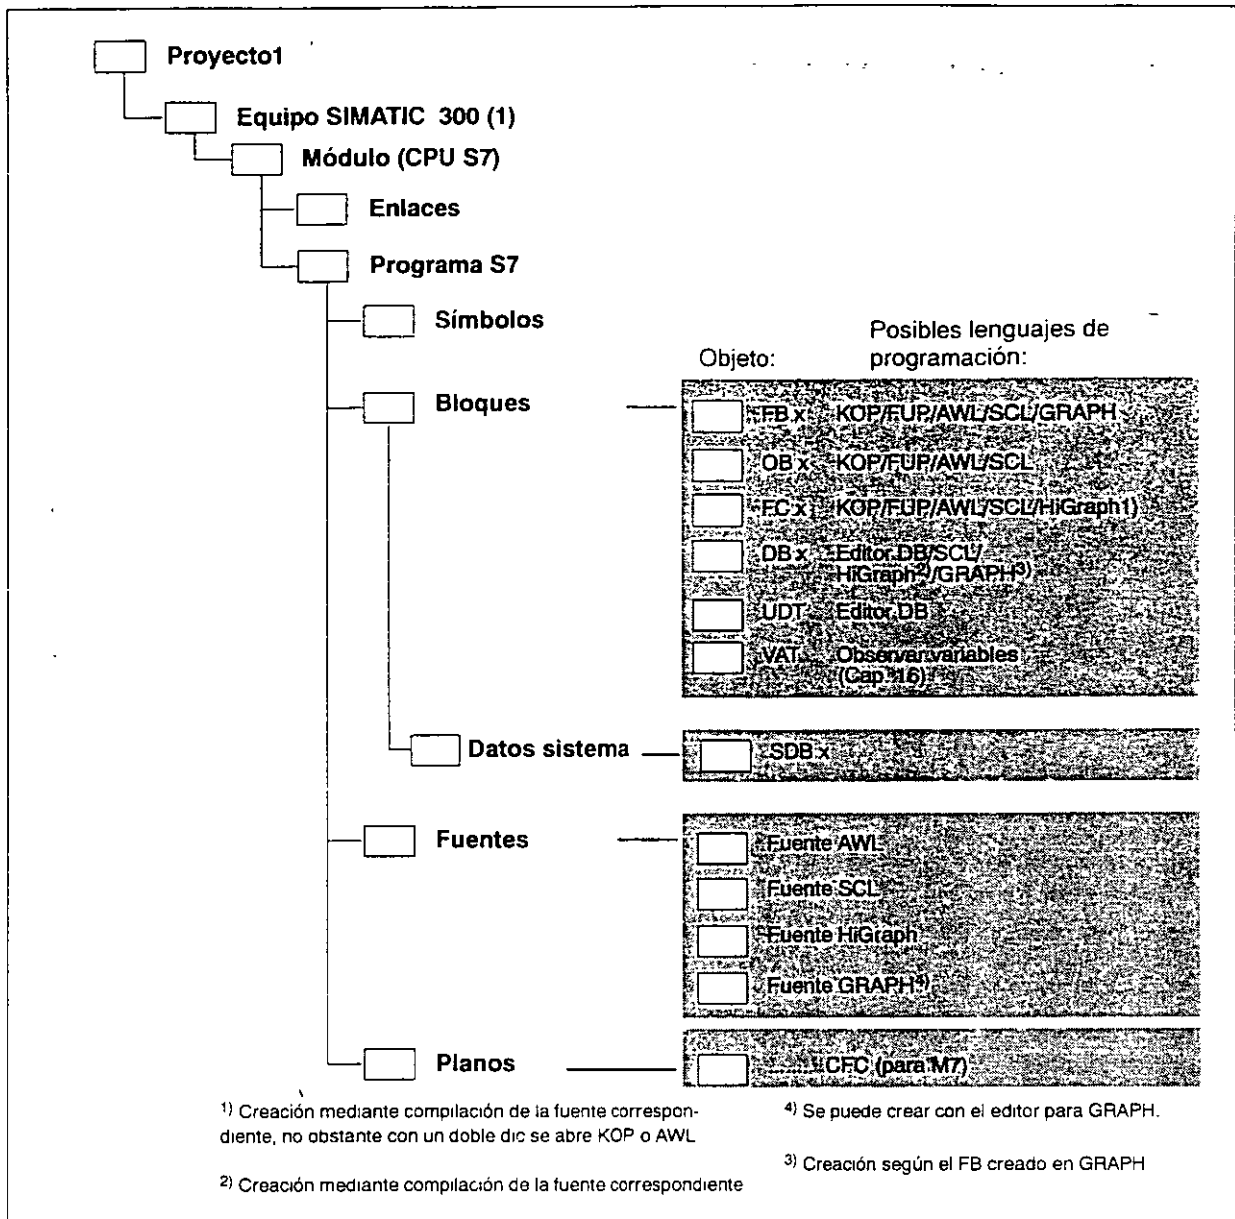 Proyecto1
Equipo SIMATIC 300 (1)
Módulo (CPU S7)
Enlaces
Programa S7
Símbolos
Objeto:
Posibles lenguajes de
programación:
Bloques
FB x KOP/FUP/AWL/SCL/GRAPH
OB x KOP/FUP/AWL/SCL
FC x KOP/FUP/AWL/SCL/HiGraph1)
DB x Editor DB/SCL/
HiGraph2)/GRAPH3)
UDT Editor DB
VAT Observar variables
(Cap. 16)
Datos sistema
SDB x
Fuentes
Fuente AWL
Fuente SCL
Fuente HiGraph
Fuente GRAPH4)
Planos
CFC (para M7)
1) Creación mediante compilación de la fuente correspon-
diente, no obstante con un doble clic se abre KOP o AWL
2) Creación mediante compilación de la fuente correspondiente
4) Se puede crear con el editor para GRAPH.
3) Creación según el FB creado en GRAPH